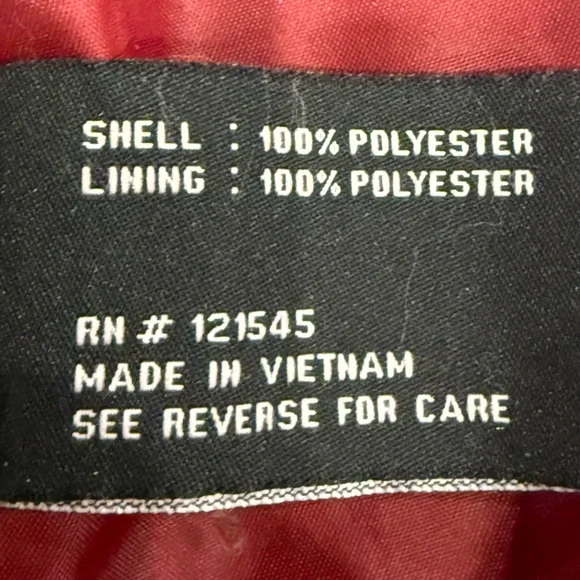 SHELL : 100% POLYESTER
LINING : 100% POLYESTER
RN # 121545
MADE IN VIETNAM
SEE REVERSE FOR CARE